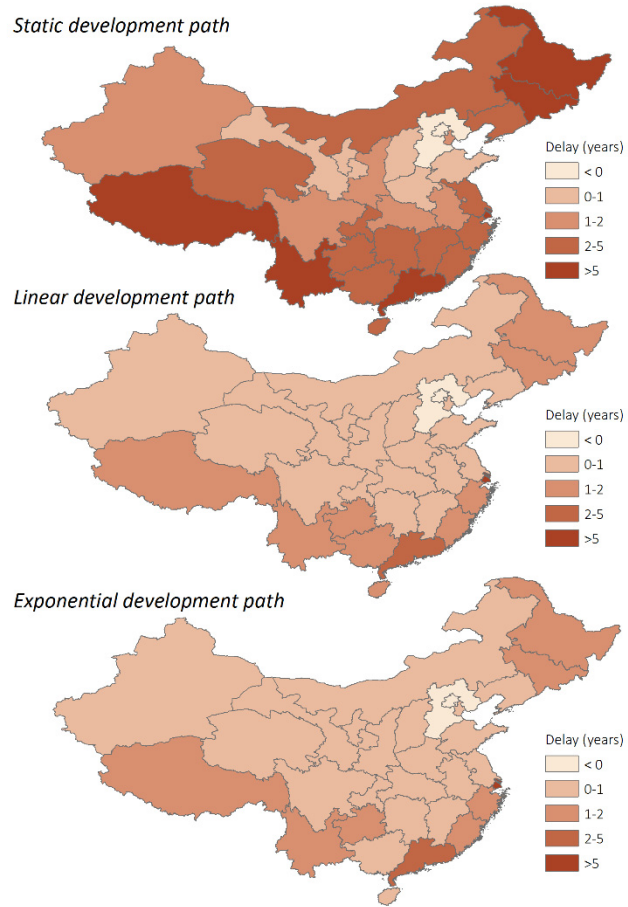 Static development path
Delay (years)
< 0
0-1
1-2
2-5
>5
Linear development path
Delay (years)
< 0
0-1
1-2
2-5
>5
Exponential development path
Delay (years)
< 0
0-1
1-2
2-5
>5